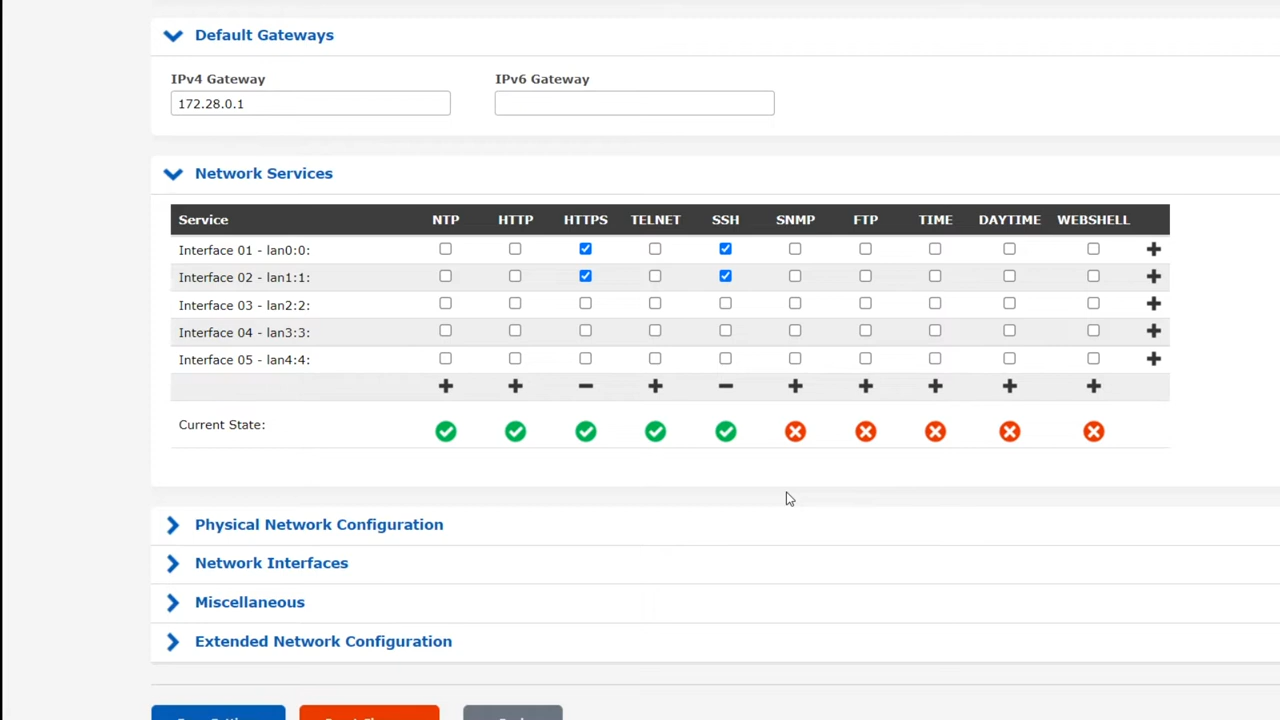 Default Gateways
IPv4 Gateway IPv6 Gateway
172.28.0.1
Network Services
Service NTP HTTP HTTPS TELNET SSH SNMP FTP TIME DAYTIME WEBSHELL
Interface 01 - lan0:0:
Interface 02 - lan1:1:
Interface 03 - lan2:2:
Interface 04 - lan3:3:
Interface 05 - lan4:4:
Current State:
Physical Network Configuration
Network Interfaces
Miscellaneous
Extended Network Configuration